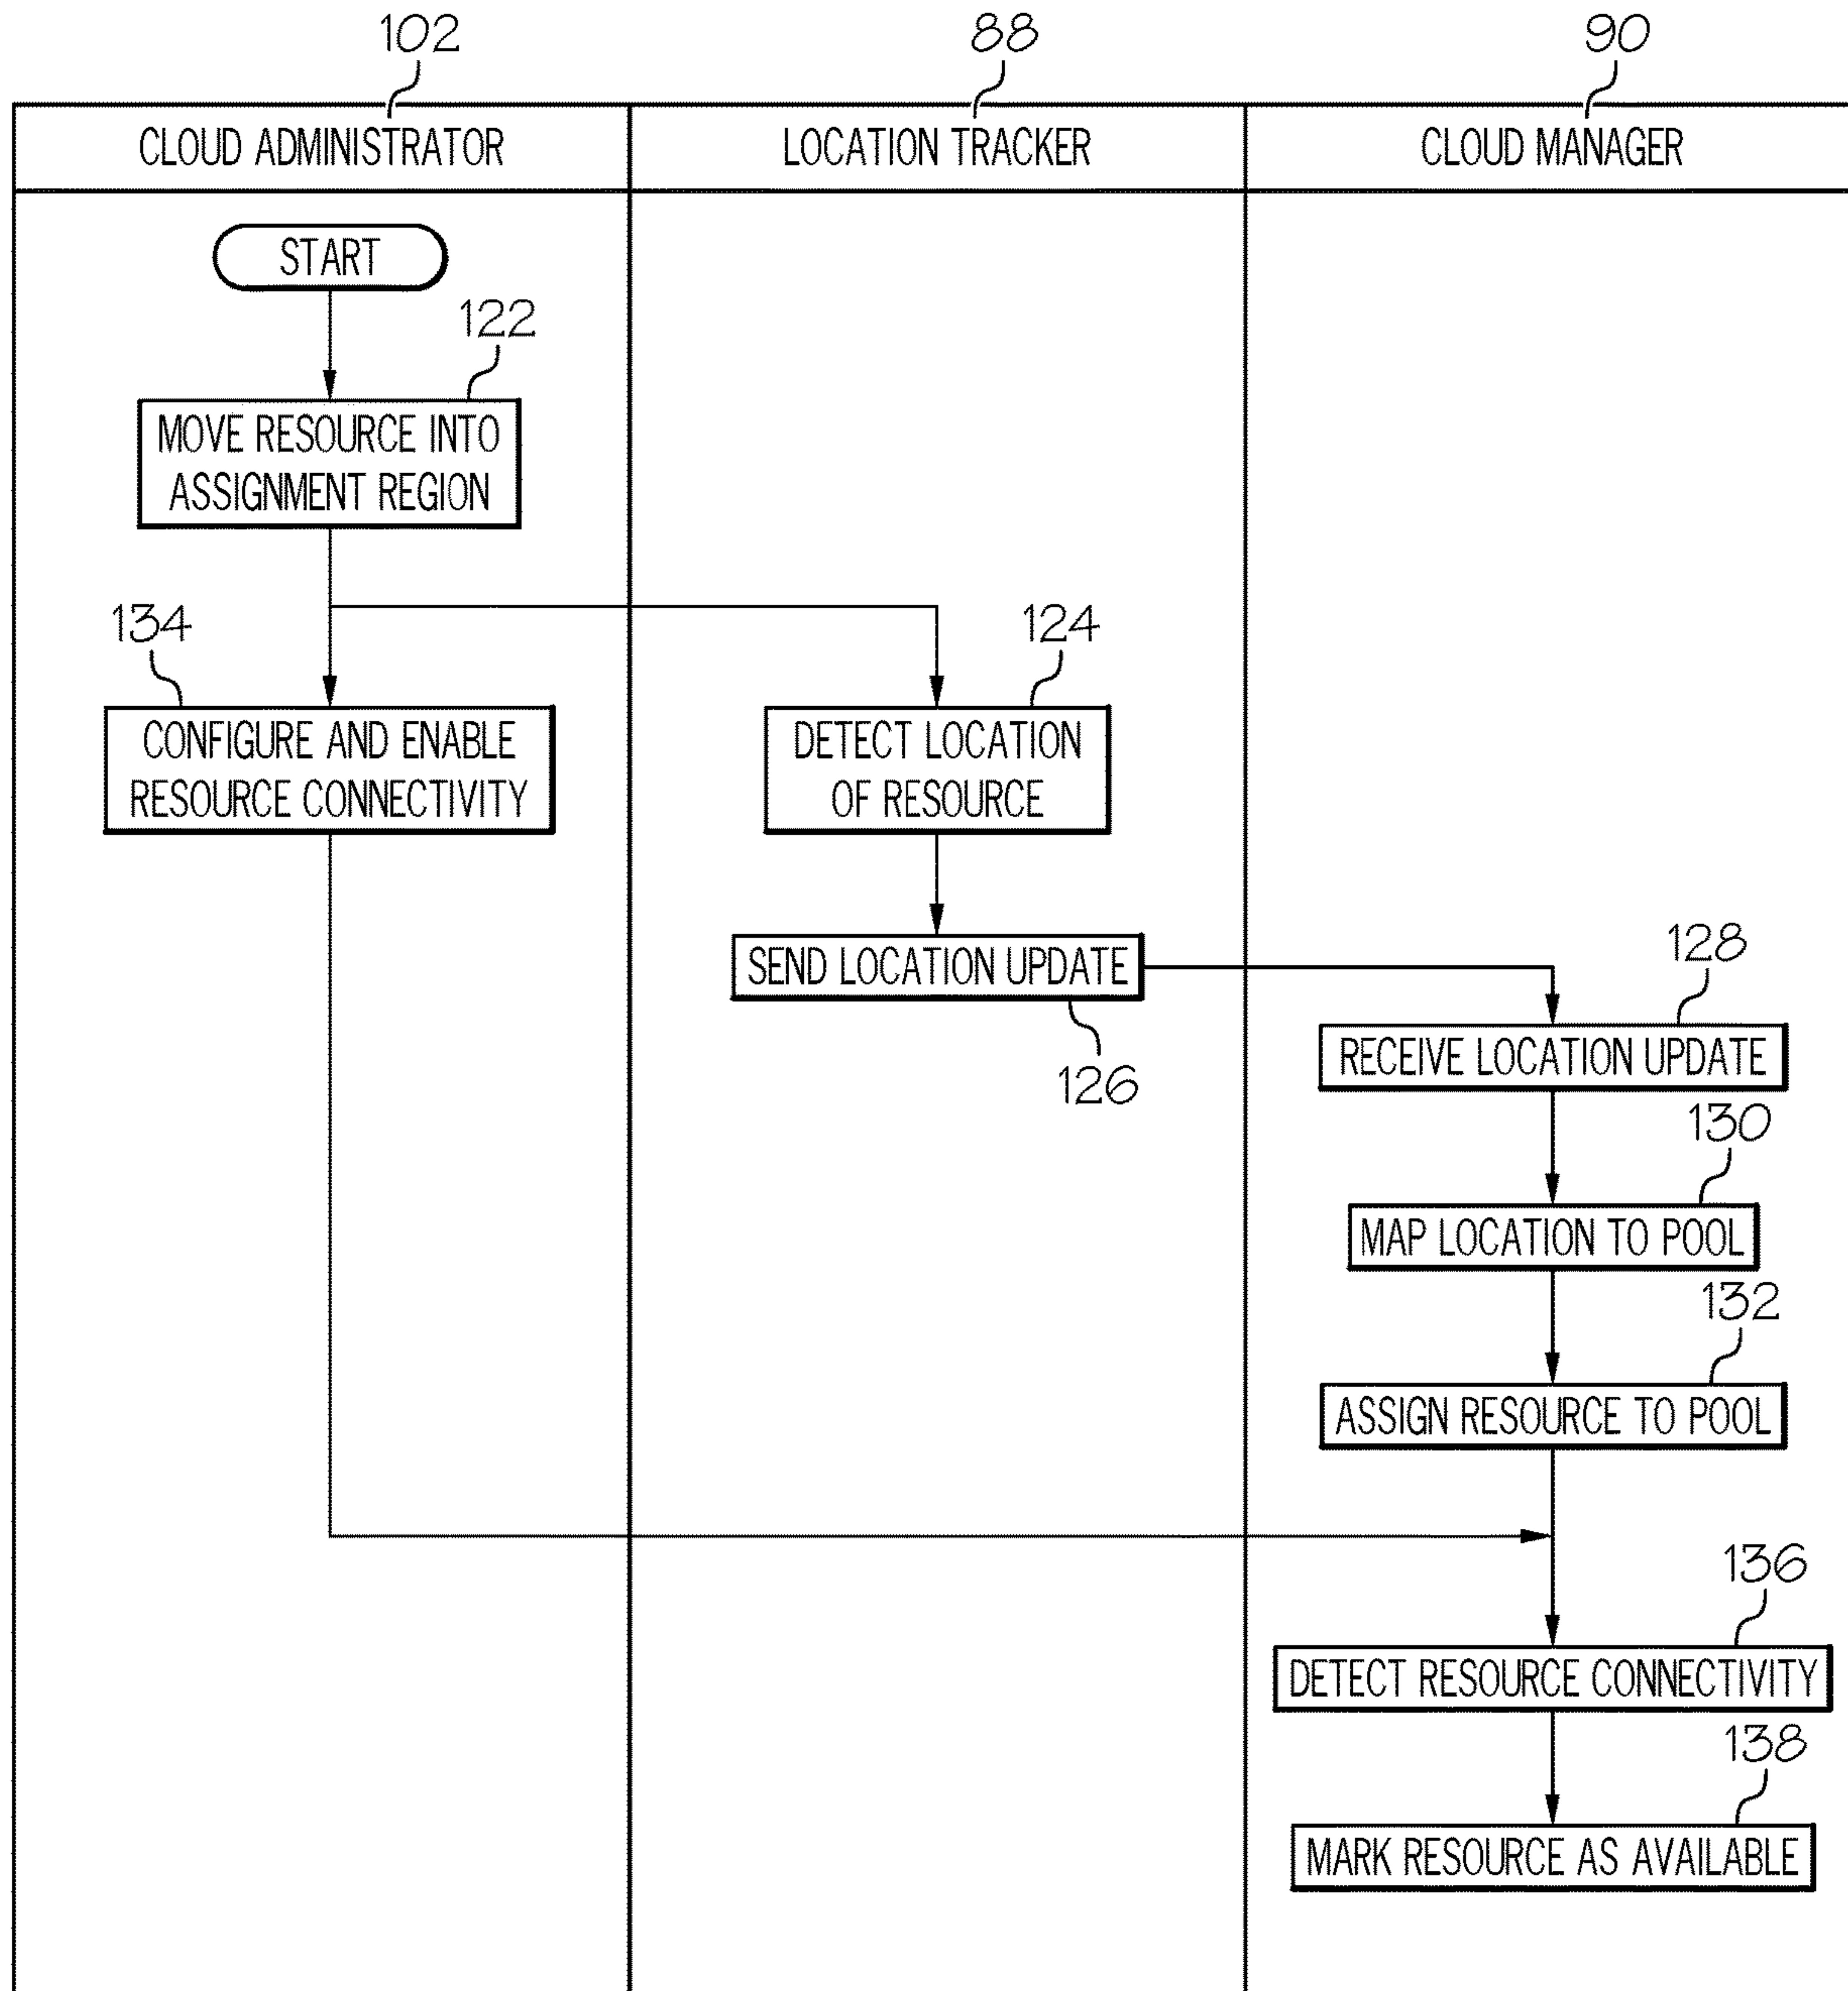 102
88
90
CLOUD ADMINISTRATOR
LOCATION TRACKER
CLOUD MANAGER
START
122
MOVE RESOURCE INTO
ASSIGNMENT REGION
134
124
CONFIGURE AND ENABLE
RESOURCE CONNECTIVITY
DETECT LOCATION
OF RESOURCE
SEND LOCATION UPDATE
126
128
RECEIVE LOCATION UPDATE
130
MAP LOCATION TO POOL
132
ASSIGN RESOURCE TO POOL
136
DETECT RESOURCE CONNECTIVITY
138
MARK RESOURCE AS AVAILABLE